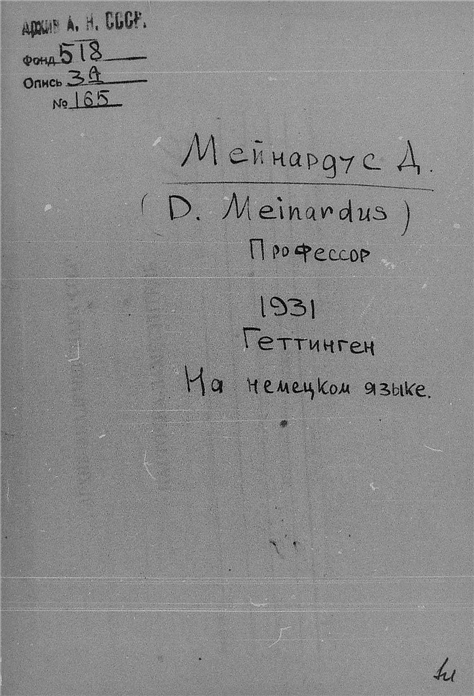 Архив А. Н. СССР.
Фонд 518
Опись 3А
№ 165
Мейнардус Д.
(D. Meinardus)
Профессор
1931
Геттинген
На немецком языке.